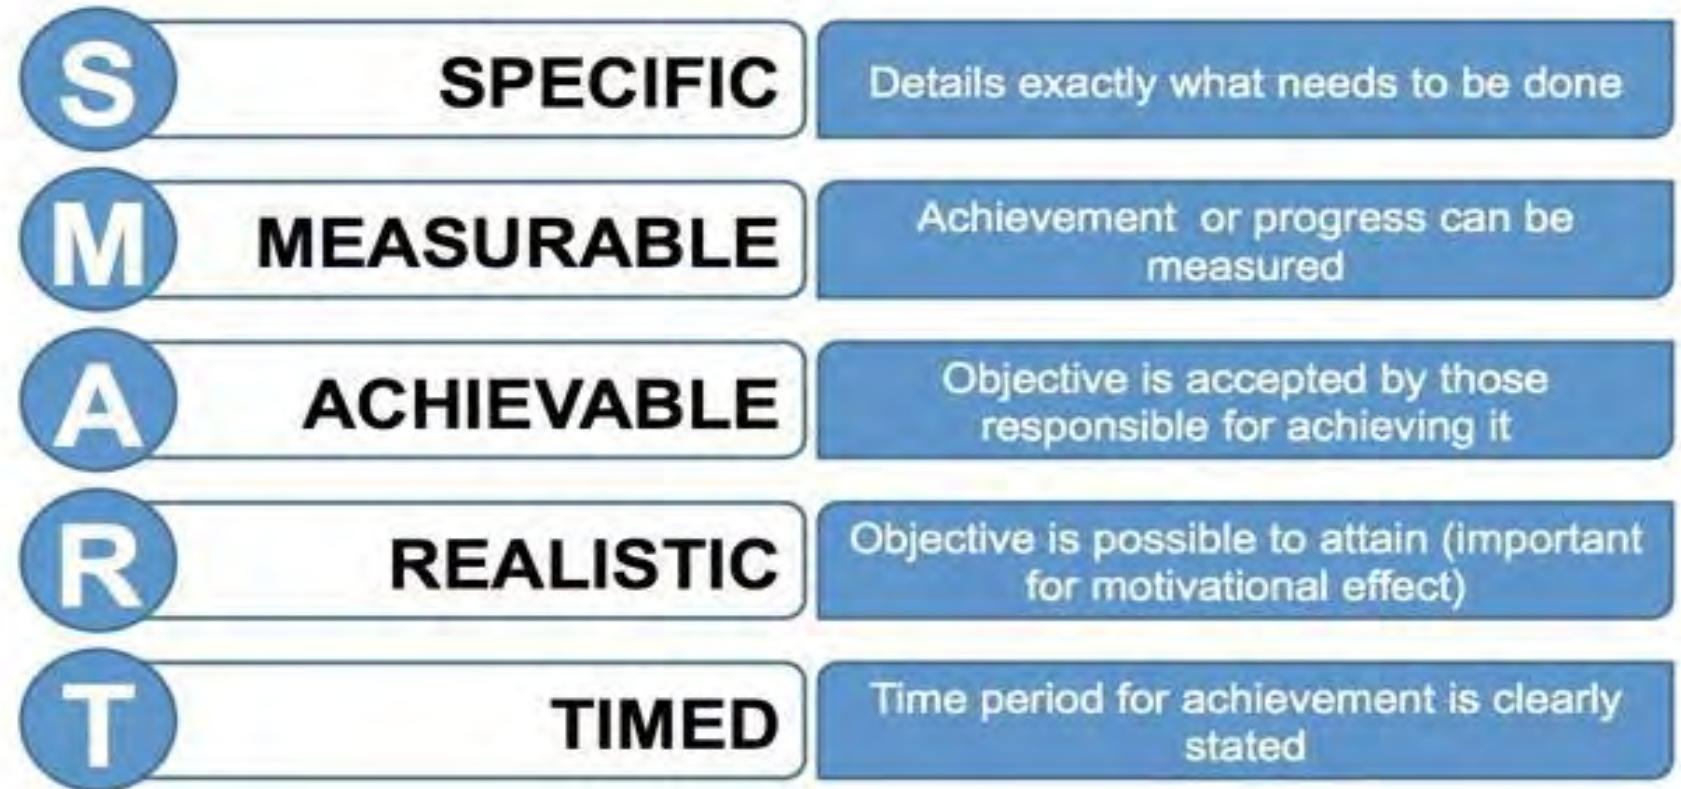 S SPECIFIC Details exactly what needs to be done
M MEASURABLE Achievement or progress can be
measured
A ACHIEVABLE Objective is accepted by those
responsible for achieving it
R REALISTIC Objective is possible to attain (important
for motivational effect)
T TIMED Time period for achievement is clearly
stated